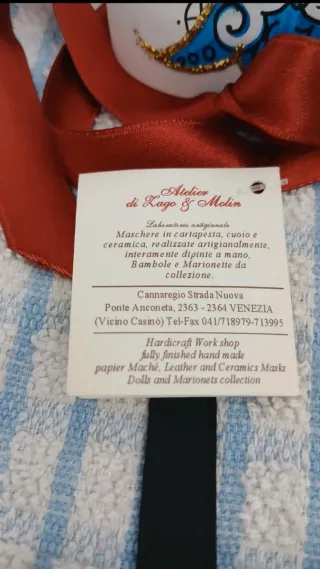 Atelier
di Zago & Molin
Laboratorio artigianale
Maschere in cartapesta, cuoio e
ceramica, realizzate artigianalmente,
interamente dipinte a mano,
Bambole e Marionette da
collezione.
Cannaregio Strada Nuova
Ponte Anconeta, 2363 - 2364 VENEZIA
(Vicino Casinò) Tel-Fax 041/718979-713995
Hardicraft Work shop
fully finished hand made
papier Maché, Leather and Ceramics Masks
Dolls and Marionets collection